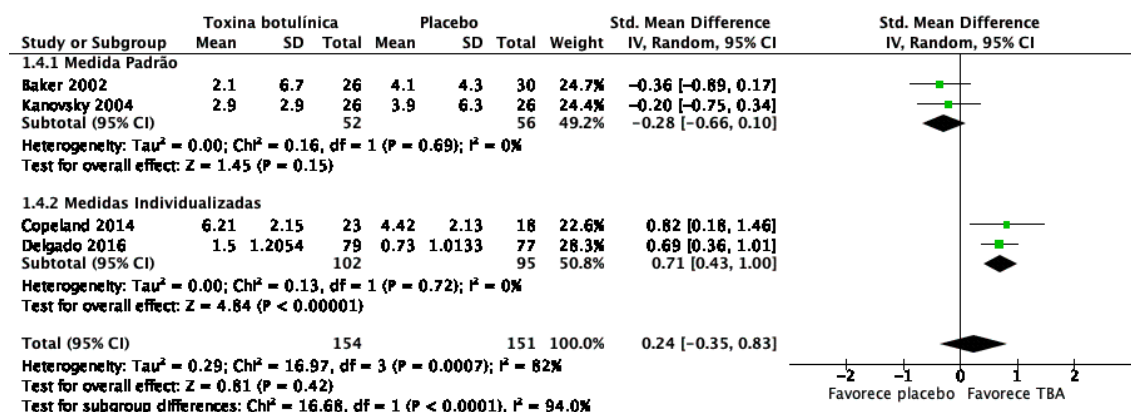 Toxina botulínica Placebo Std. Mean Difference Std. Mean Difference
Study or Subgroup Mean SD Total Mean SD Total Weight IV, Random, 95% CI IV, Random, 95% CI
1.4.1 Medida Padrão
Baker 2002 2.1 6.7 26 4.1 4.3 30 24.7% −0.36 [−0.89, 0.17]
Kanovsky 2004 2.9 2.9 26 3.9 6.3 26 24.4% −0.20 [−0.75, 0.34]
Subtotal (95% CI) 52 56 49.2% −0.28 [−0.66, 0.10]
Heterogeneity: Tau² = 0.00; Chi² = 0.16, df = 1 (P = 0.69); I² = 0%
Test for overall effect: Z = 1.45 (P = 0.15)
1.4.2 Medidas Individualizadas
Copeland 2014 6.21 2.15 23 4.42 2.13 18 22.6% 0.82 [0.18, 1.46]
Delgado 2016 1.5 1.2054 79 0.73 1.0133 77 28.3% 0.69 [0.36, 1.01]
Subtotal (95% CI) 102 95 50.8% 0.71 [0.43, 1.00]
Heterogeneity: Tau² = 0.00; Chi² = 0.13, df = 1 (P = 0.72); I² = 0%
Test for overall effect: Z = 4.84 (P < 0.00001)
Total (95% CI) 154 151 100.0% 0.24 [−0.35, 0.83]
Heterogeneity: Tau² = 0.29; Chi² = 16.97, df = 3 (P = 0.0007); I² = 82%
Test for overall effect: Z = 0.81 (P = 0.42)
Test for subgroup differences: Chi² = 16.68, df = 1 (P < 0.0001), I² = 94.0%
−2 −1 0 1 2
Favorece placebo Favorece TBA